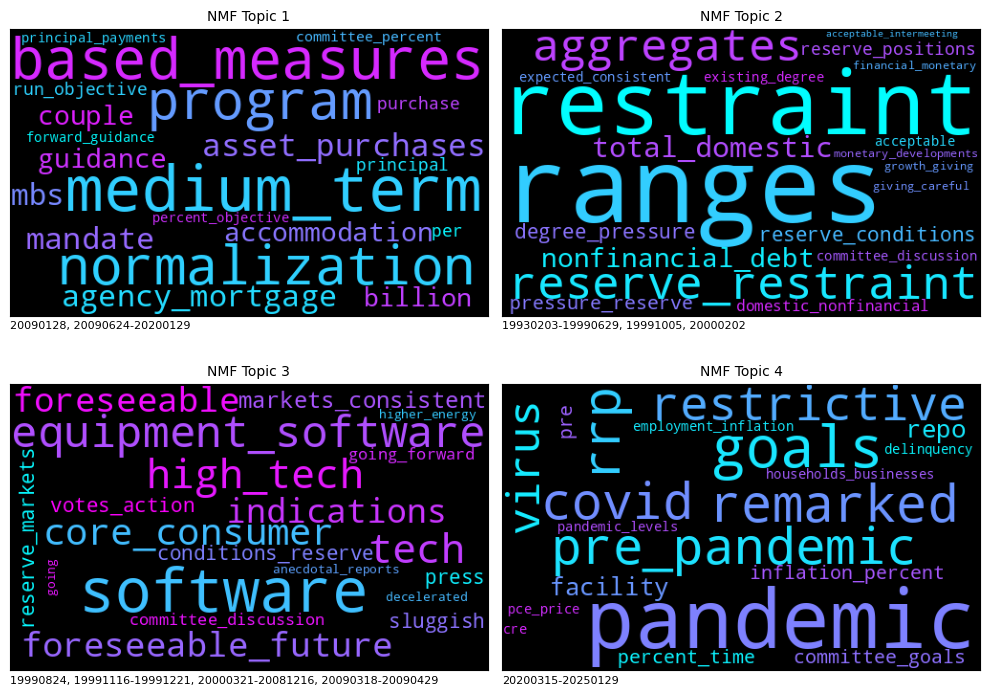 NMF Topic 1
principal_payments committee_percent
based_measures
run_objective program purchase
couple
forward_guidance asset_purchases
guidance principal
mbs medium_term
percent_objective
mandate accommodation per
normalization
agency_mortgage billion
20090128, 20090624-20200129
NMF Topic 2
acceptable_intermeeting
aggregates reserve_positions
financial_monetary
expected_consistent existing_degree
restraint
total_domestic acceptable
monetary_developments
ranges growth_giving
giving_careful
degree_pressure reserve_conditions
nonfinancial_debt committee_discussion
reserve_restraint
pressure_reserve domestic_nonfinancial
19930203-19990629, 19991005, 20000202
NMF Topic 3
foreseeable markets_consistent
higher_energy
equipment_software
going_forward
high_tech
reserve_markets
votes_action indications
core_consumer
conditions_reserve tech
going anecdotal_reports press
software decelerated
committee_discussion sluggish
foreseeable_future
19990824, 19991116-19991221, 20000321-20081216, 20090318-20090429
NMF Topic 4
virus pre rrp restrictive
employment_inflation repo
goals delinquency
households_businesses
covid remarked
pandemic_levels
pre_pandemic
inflation_percent
facility
pce_price pandemic
cre
percent_time committee_goals
20200315-20250129